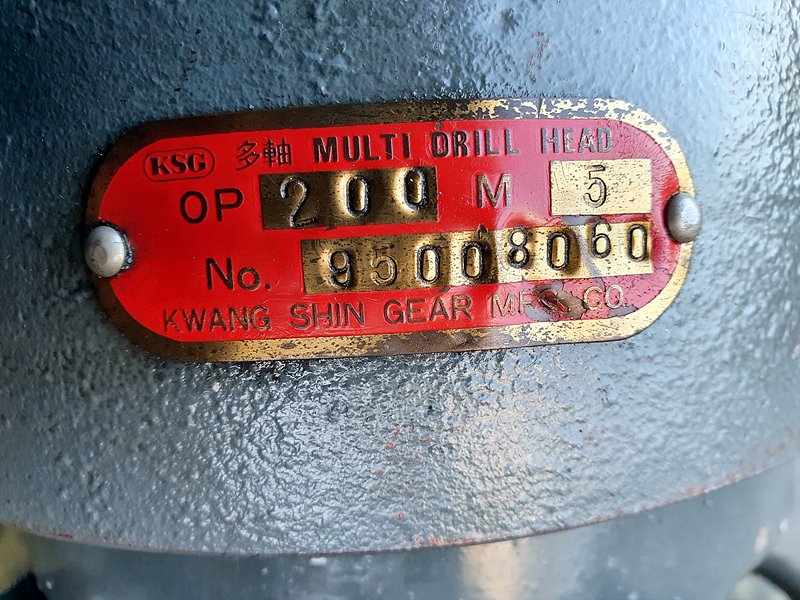 KSG 多軸 MULTI DRILL HEAD
OP 200 M 5
No. 95008060
KWANG SHIN GEAR MFG. CO.